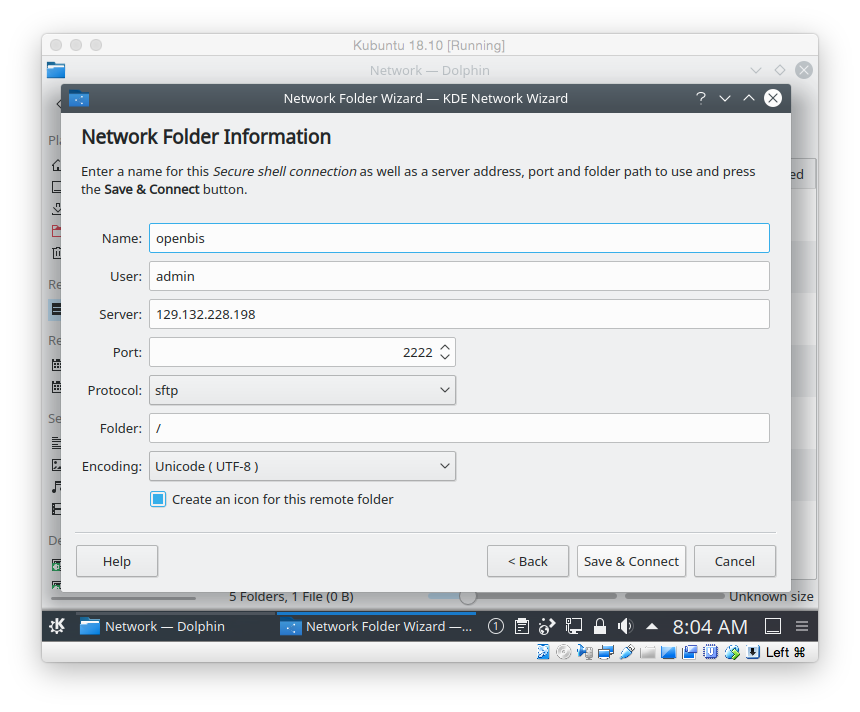 Kubuntu 18.10 [Running]
Network — Dolphin
Network Folder Wizard — KDE Network Wizard
?
Network Folder Information
Enter a name for this Secure shell connection as well as a server address, port and folder path to use and press
the Save & Connect button.
Name: openbis
User: admin
Server: 129.132.228.198
Port: 2222
Protocol: sftp
Folder: /
Encoding: Unicode ( UTF-8 )
Create an icon for this remote folder
Help < Back Save & Connect Cancel
5 Folders, 1 File (0 B) Unknown size
Network — Dolphin Network Folder Wizard —... 1 8:04 AM
Left ⌘